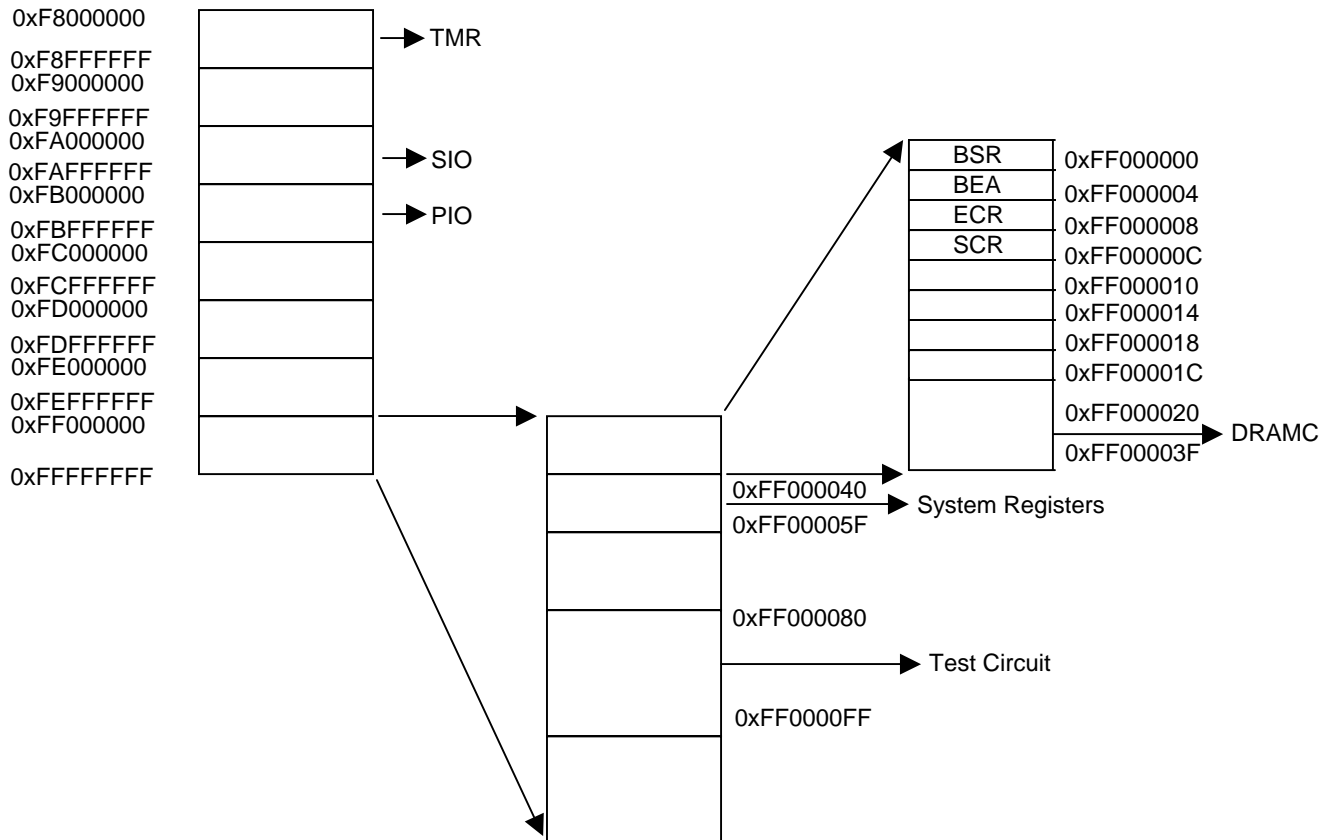 0xF8000000
TMR
0xF8FFFFFF
0xF9000000
0xF9FFFFFF
0xFA000000
SIO
0xFAFFFFFF
0xFB000000
PIO
0xFBFFFFFF
0xFC000000
0xFCFFFFFF
0xFD000000
0xFDFFFFFF
0xFE000000
0xFEFFFFFF
0xFF000000
0xFFFFFFFF
BSR 0xFF000000
BEA 0xFF000004
ECR 0xFF000008
SCR 0xFF00000C
0xFF000010
0xFF000014
0xFF000018
0xFF00001C
0xFF000020
DRAMC
0xFF00003F
0xFF000040
System Registers
0xFF00005F
0xFF000080
Test Circuit
0xFF0000FF